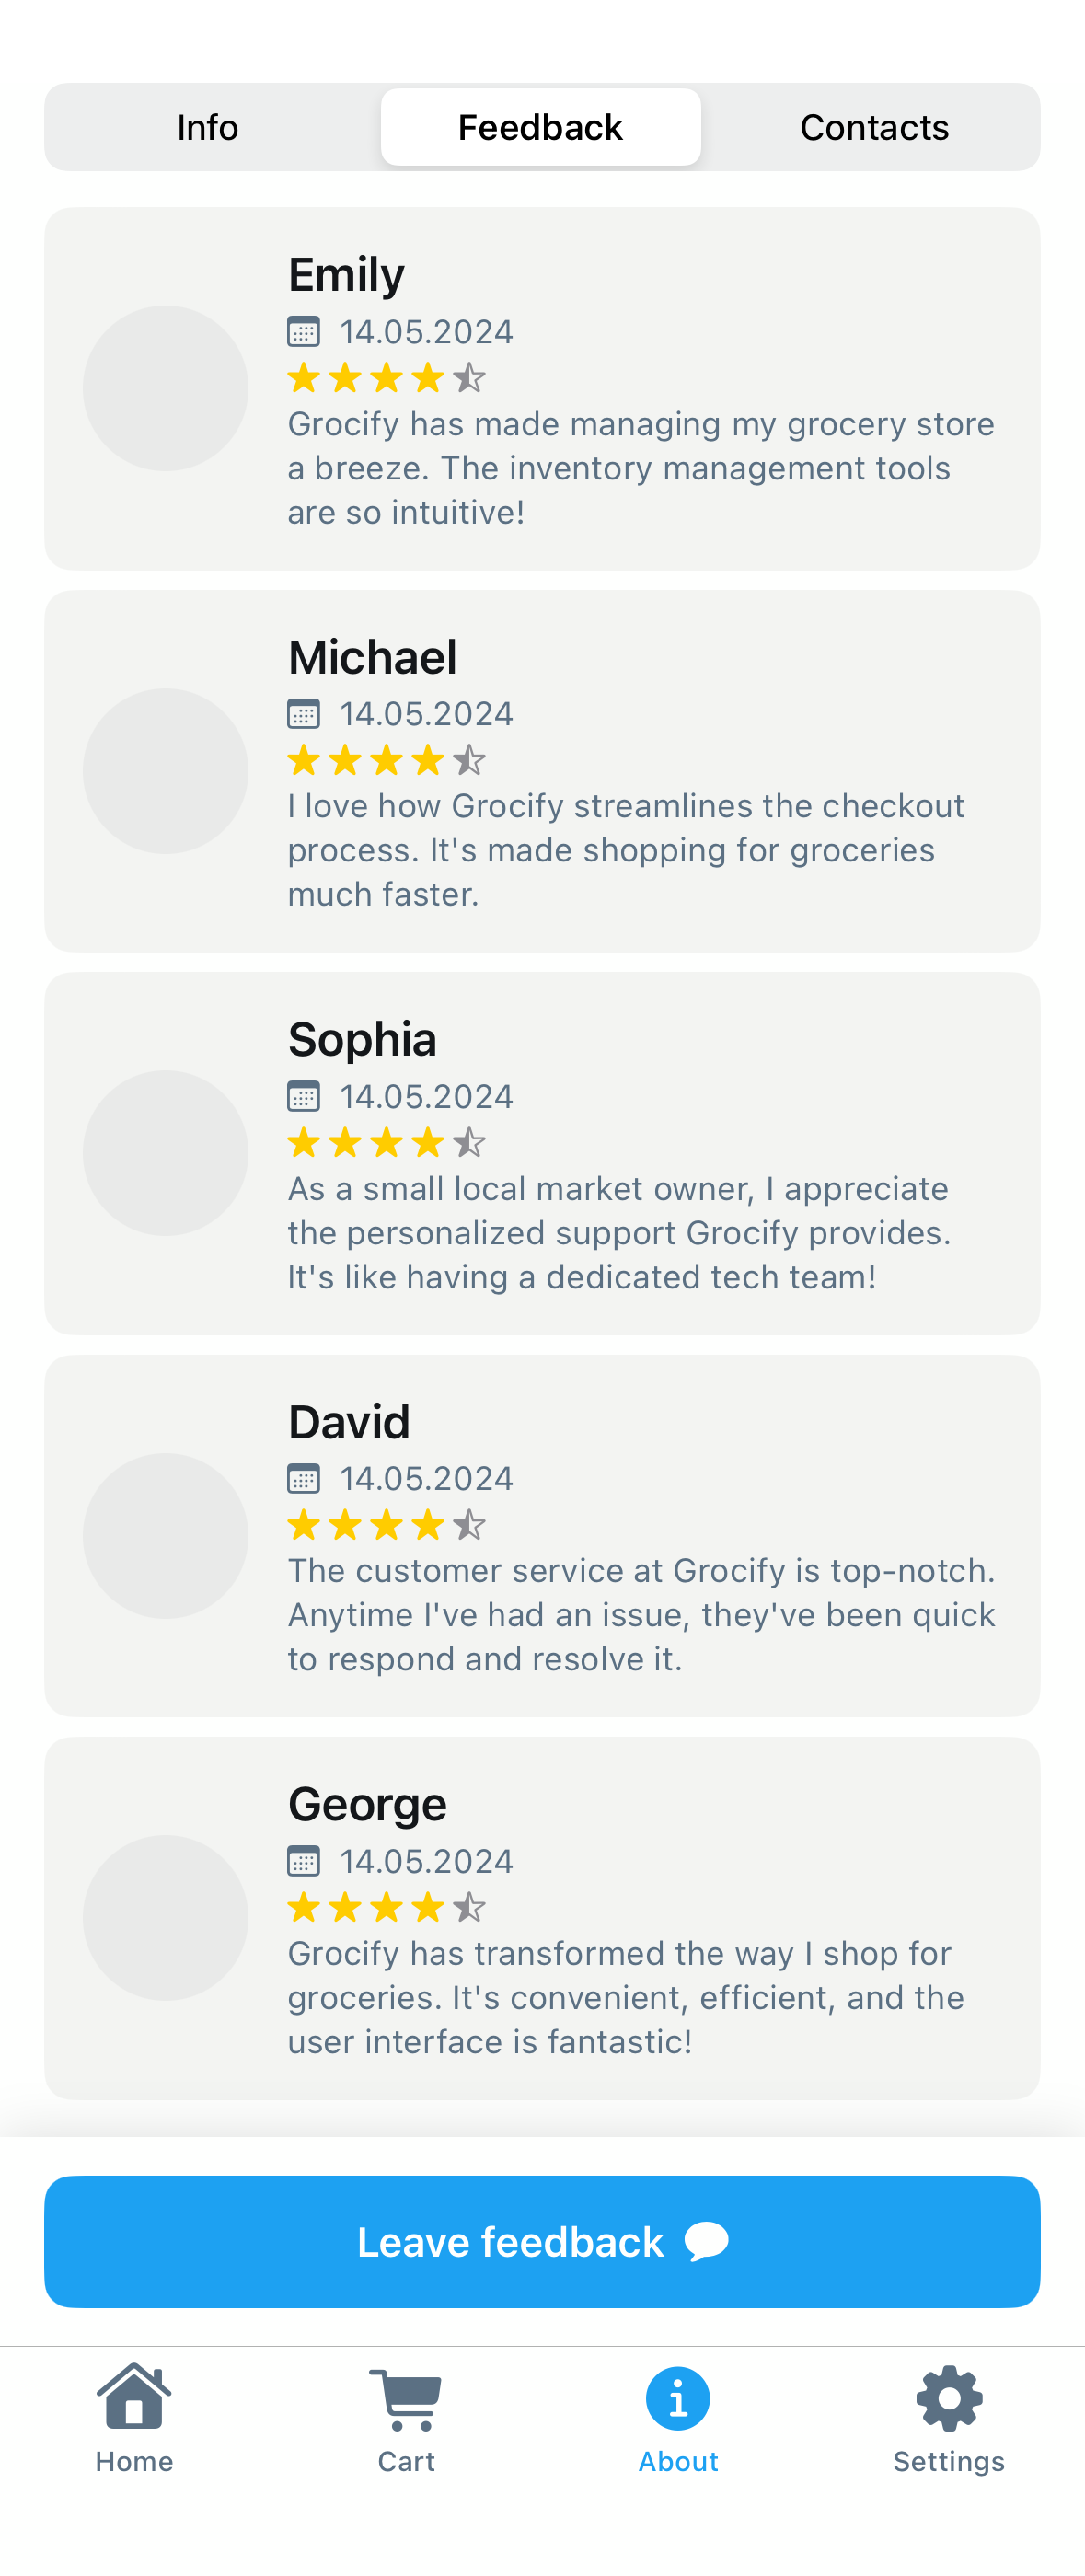 Info
Feedback
Contacts
Emily
14.05.2024
Grocify has made managing my grocery store
a breeze. The inventory management tools
are so intuitive!
Michael
14.05.2024
I love how Grocify streamlines the checkout
process. It's made shopping for groceries
much faster.
Sophia
14.05.2024
As a small local market owner, I appreciate
the personalized support Grocify provides.
It's like having a dedicated tech team!
David
14.05.2024
The customer service at Grocify is top-notch.
Anytime I've had an issue, they've been quick
to respond and resolve it.
George
14.05.2024
Grocify has transformed the way I shop for
groceries. It's convenient, efficient, and the
user interface is fantastic!
Leave feedback
Home
Cart
About
Settings